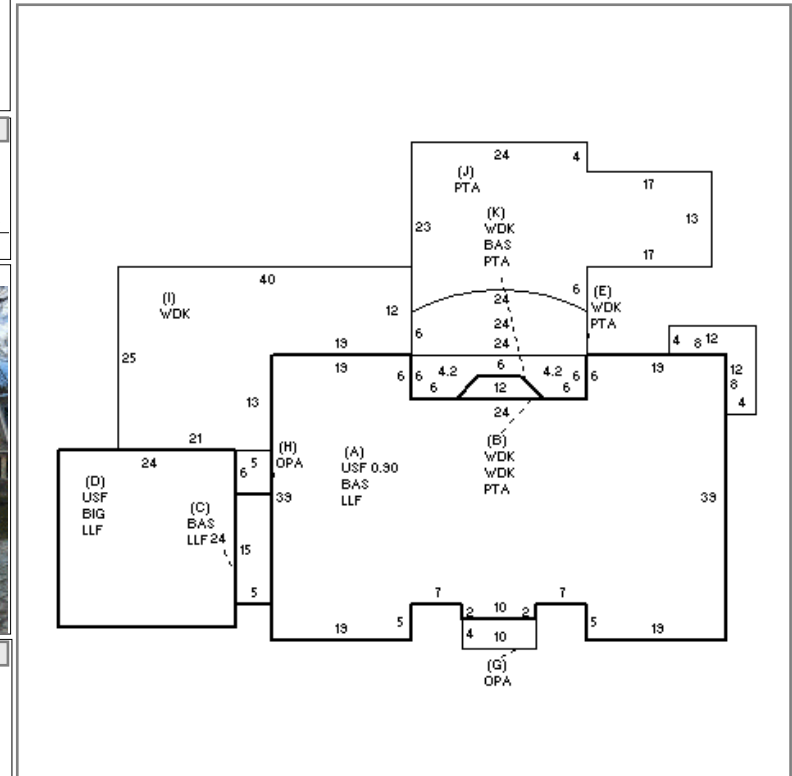 24
4
(J)
PTA
17
(K)
WDK
BAS
PTA
23
13
17
40
(I)
WDK
6
(E)
WDK
PTA
24
12
24
6
24
4
8
12
19
25
19
6
6
4.2
6
4.2
6
6
19
12
8
6
12
6
4
13
24
21
(B)
WDK
WDK
PTA
(H)
OPA
5
6
(A)
USF 0.90
BAS
LLF
24
(D)
USF
BIG
LLF
(C)
BAS
LLF
24
39
39
15
5
7
7
10
2
2
19
5
4
10
5
19
(G)
OPA